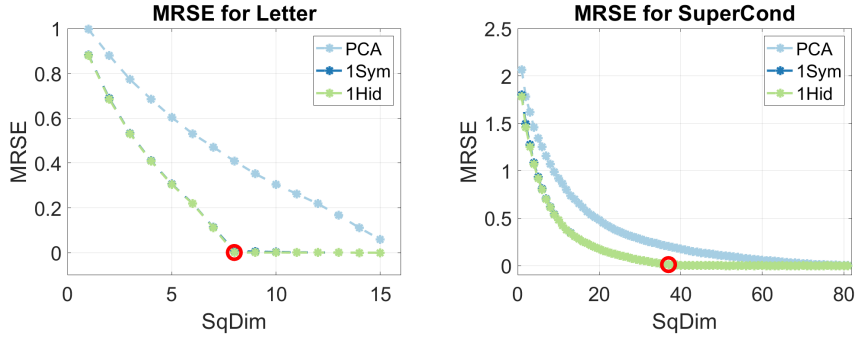 MRSE for Letter
MRSE
1
0.8
0.6
0.4
0.2
0
0
5
10
15
SqDim
PCA
1Sym
1Hid
MRSE for SuperCond
MRSE
2.5
2
1.5
1
0.5
0
0
20
40
60
80
SqDim
PCA
1Sym
1Hid